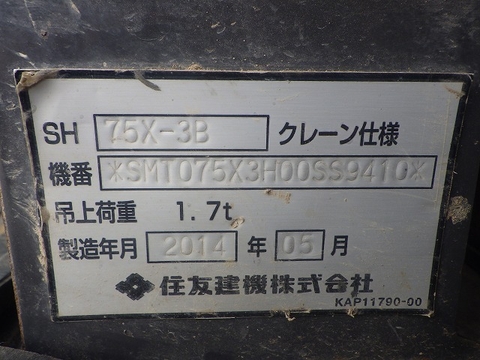 SH 75X-3B クレーン仕様
機番 *SMT075X3H00SS9410*
吊上荷重 1.7t
製造年月 2014 年 05 月
住友建機株式会社
KAP11790-00